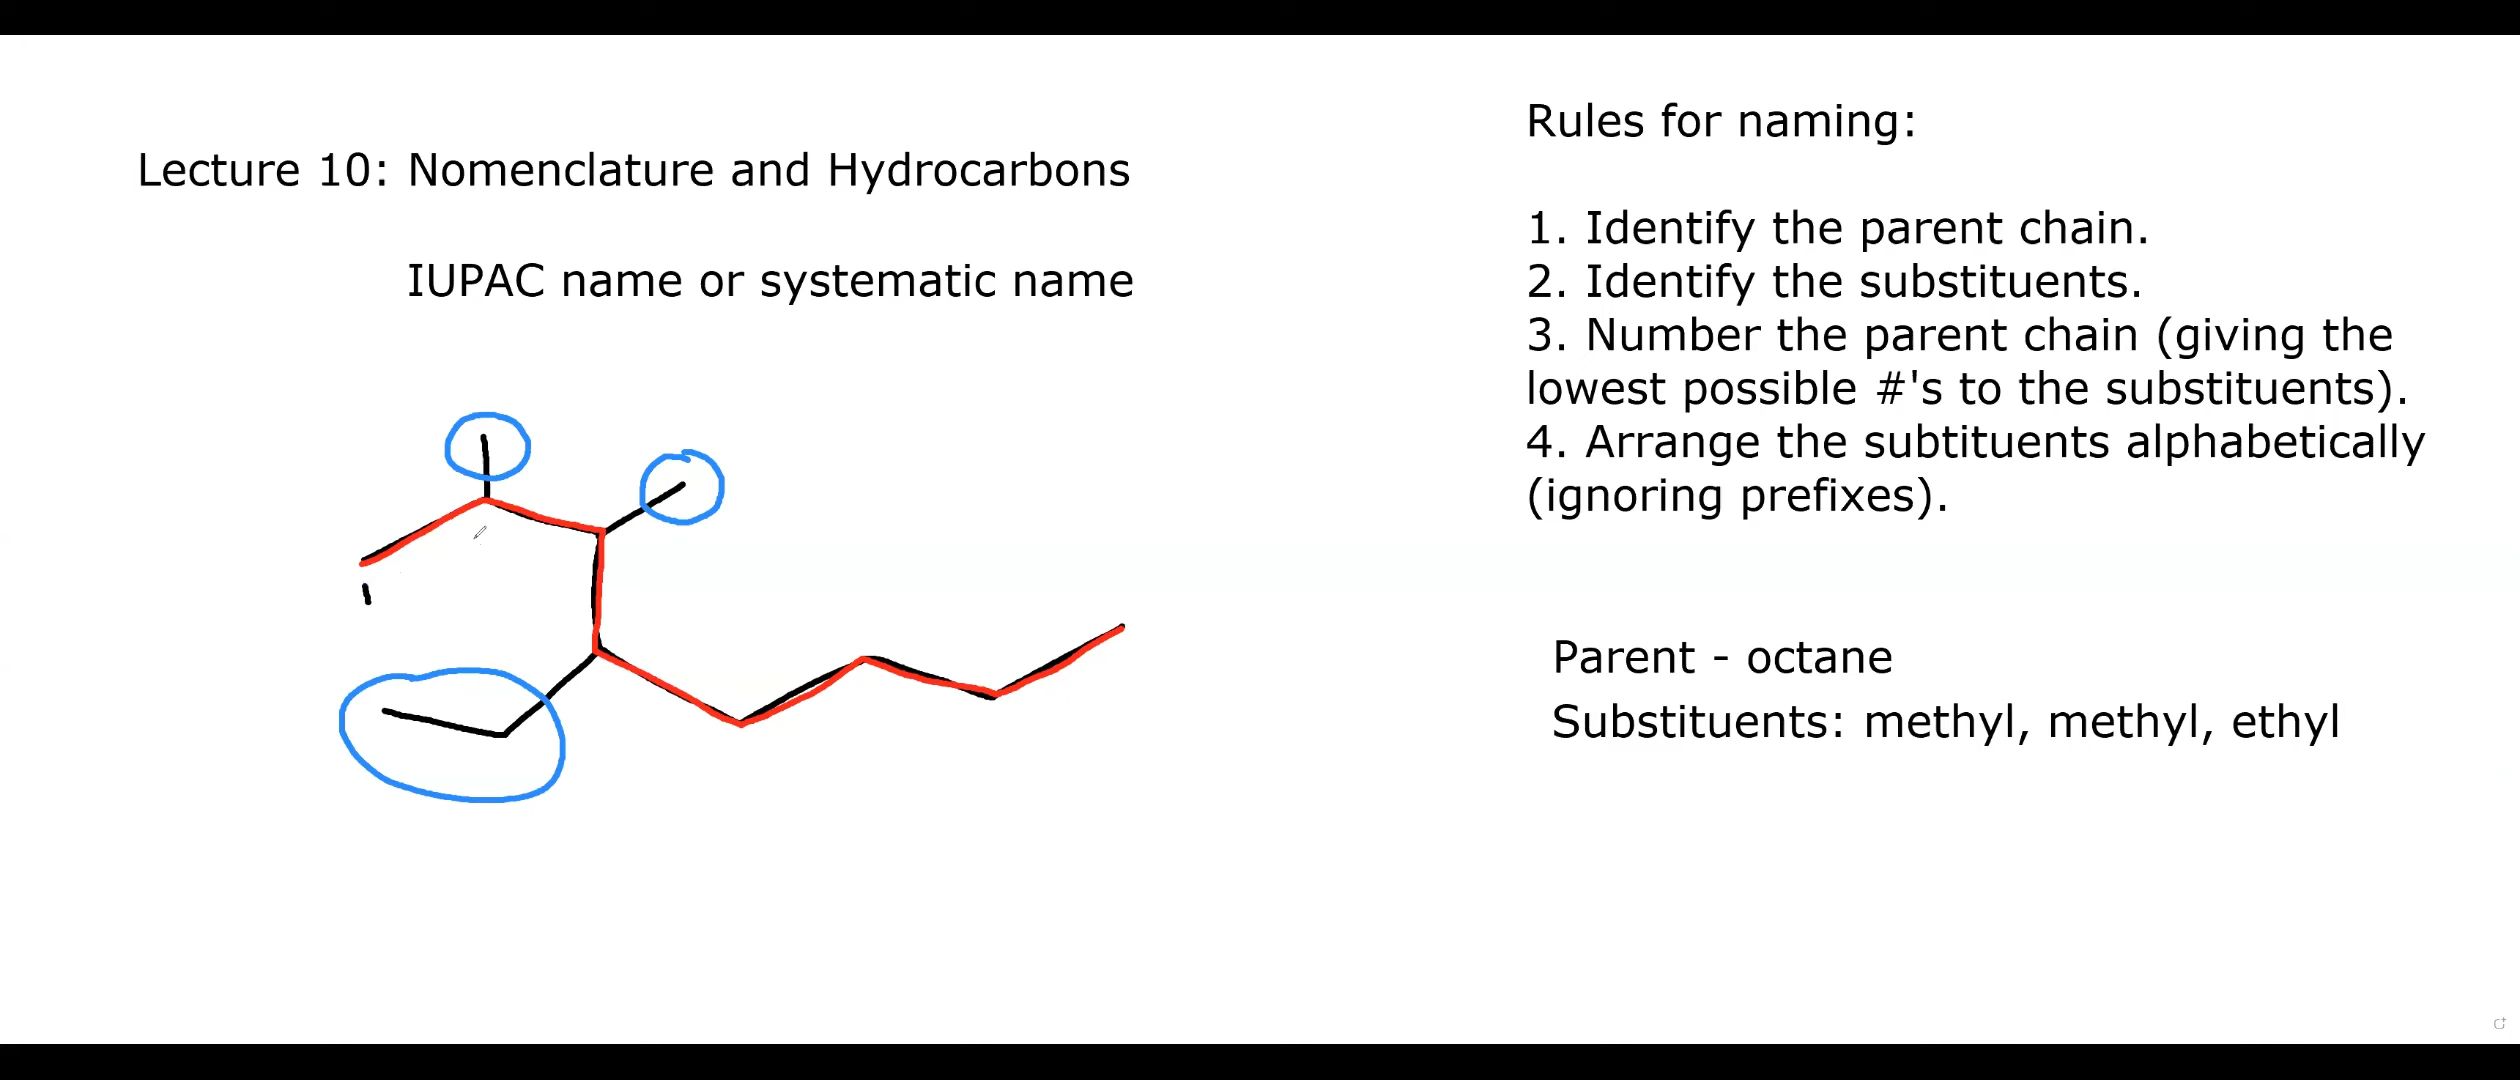 Lecture 10: Nomenclature and Hydrocarbons
IUPAC name or systematic name
1
Rules for naming:
1. Identify the parent chain.
2. Identify the substituents.
3. Number the parent chain (giving the
lowest possible #'s to the substituents).
4. Arrange the subtituents alphabetically
(ignoring prefixes).
Parent - octane
Substituents: methyl, methyl, ethyl